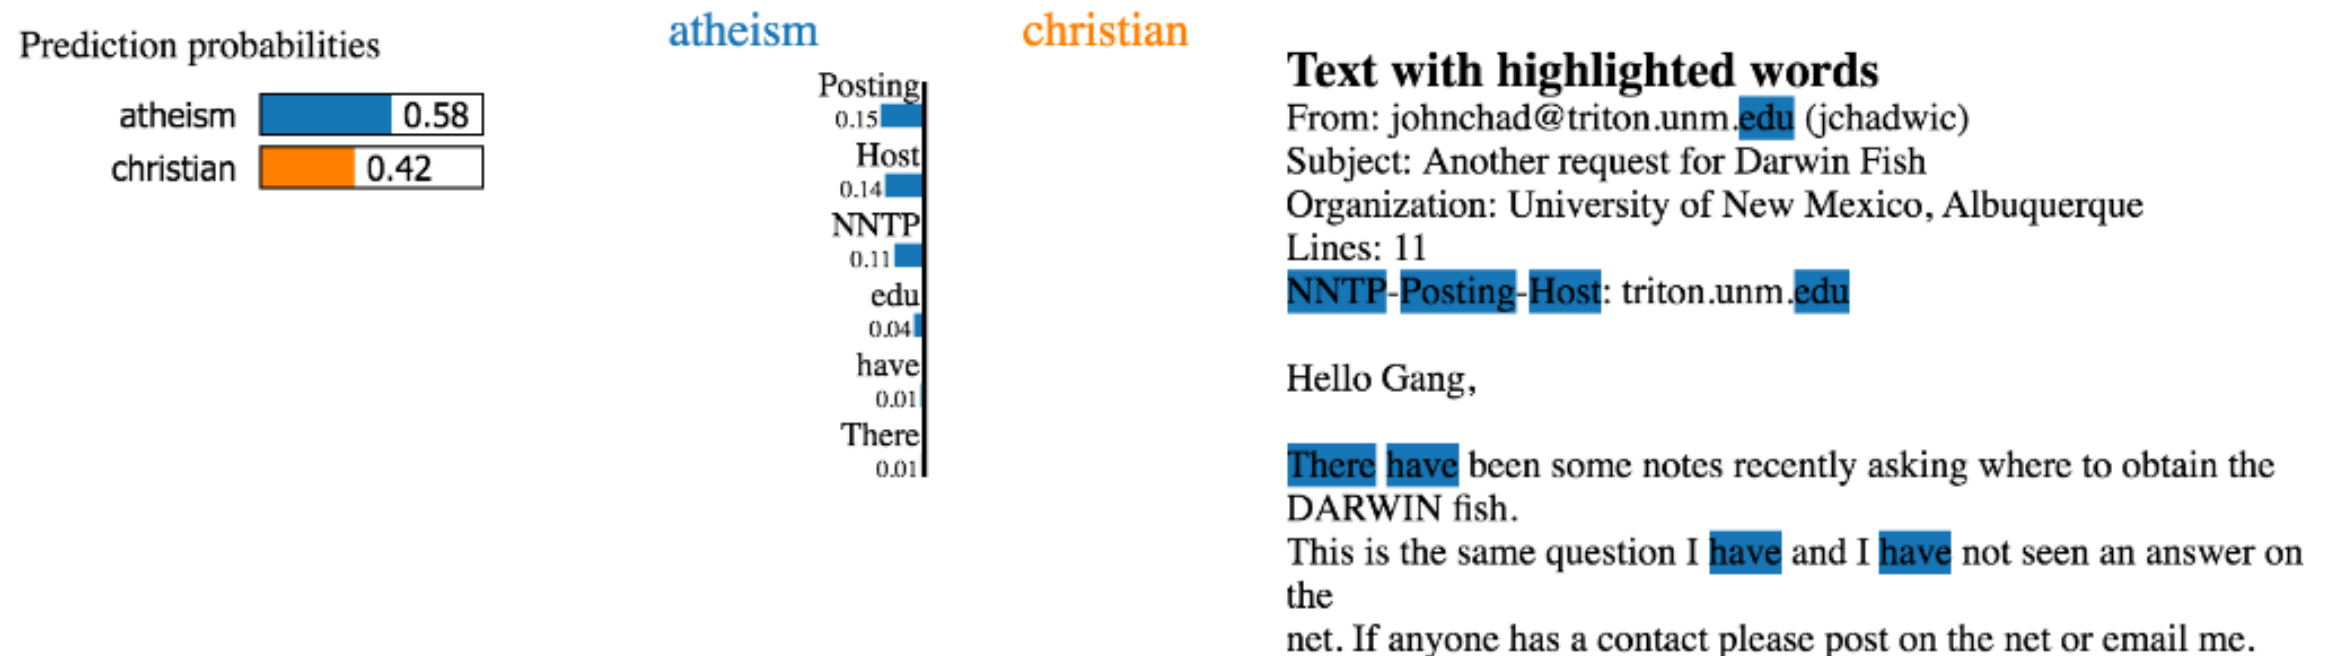 Prediction probabilities
atheism 0.58
christian 0.42
atheism christian
Posting
0.15
Host
0.14
NNTP
0.11
edu
0.04
have
0.01
There
0.01
Text with highlighted words
From: johnchad@triton.unm.edu (jchadwic)
Subject: Another request for Darwin Fish
Organization: University of New Mexico, Albuquerque
Lines: 11
NNTP-Posting-Host: triton.unm.edu
Hello Gang,
There have been some notes recently asking where to obtain the
DARWIN fish.
This is the same question I have and I have not seen an answer on
the
net. If anyone has a contact please post on the net or email me.